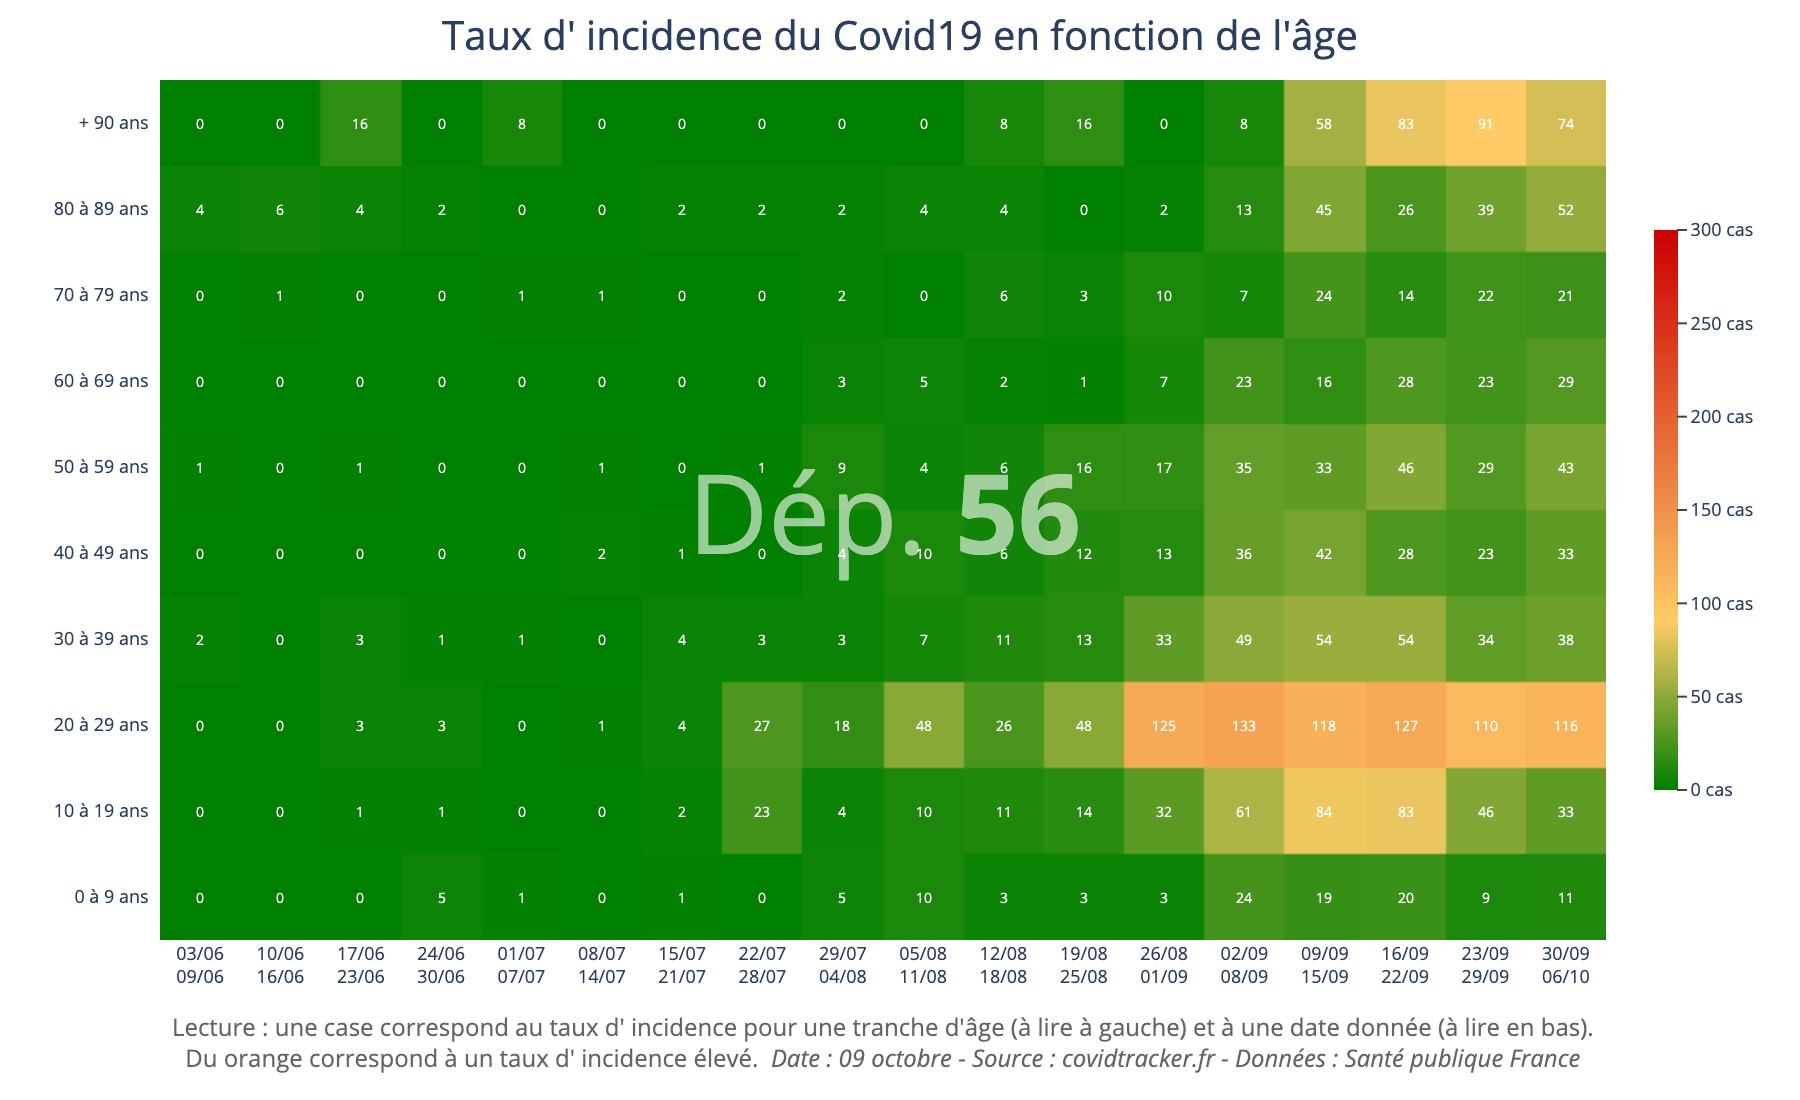 Taux d' incidence du Covid19 en fonction de l'âge
+ 90 ans 0 0 16 0 8 0 0 0 0 0 8 16 0 8 58 83 91 74
80 à 89 ans 4 6 4 2 0 0 2 2 2 4 4 0 2 13 45 26 39 52
70 à 79 ans 0 1 0 0 1 1 0 0 2 0 6 3 10 7 24 14 22 21
60 à 69 ans 0 0 0 0 0 0 0 0 3 5 2 1 7 23 16 28 23 29
50 à 59 ans 1 0 1 0 0 1 0 1 9 4 6 16 17 35 33 46 29 43
Dép. 56
40 à 49 ans 0 0 0 0 0 2 1 0 4 10 6 12 13 36 42 28 23 33
30 à 39 ans 2 0 3 1 1 0 4 3 3 7 11 13 33 49 54 54 34 38
20 à 29 ans 0 0 3 3 0 1 4 27 18 48 26 48 125 133 118 127 110 116
10 à 19 ans 0 0 1 1 0 0 2 23 4 10 11 14 32 61 84 83 46 33
0 à 9 ans 0 0 0 5 1 0 1 0 5 10 3 3 3 24 19 20 9 11
03/06 10/06 17/06 24/06 01/07 08/07 15/07 22/07 29/07 05/08 12/08 19/08 26/08 02/09 09/09 16/09 23/09 30/09
09/06 16/06 23/06 30/06 07/07 14/07 21/07 28/07 04/08 11/08 18/08 25/08 01/09 08/09 15/09 22/09 29/09 06/10
300 cas
250 cas
200 cas
150 cas
100 cas
50 cas
0 cas
Lecture : une case correspond au taux d' incidence pour une tranche d'âge (à lire à gauche) et à une date donnée (à lire en bas).
Du orange correspond à un taux d' incidence élevé. Date : 09 octobre - Source : covidtracker.fr - Données : Santé publique France